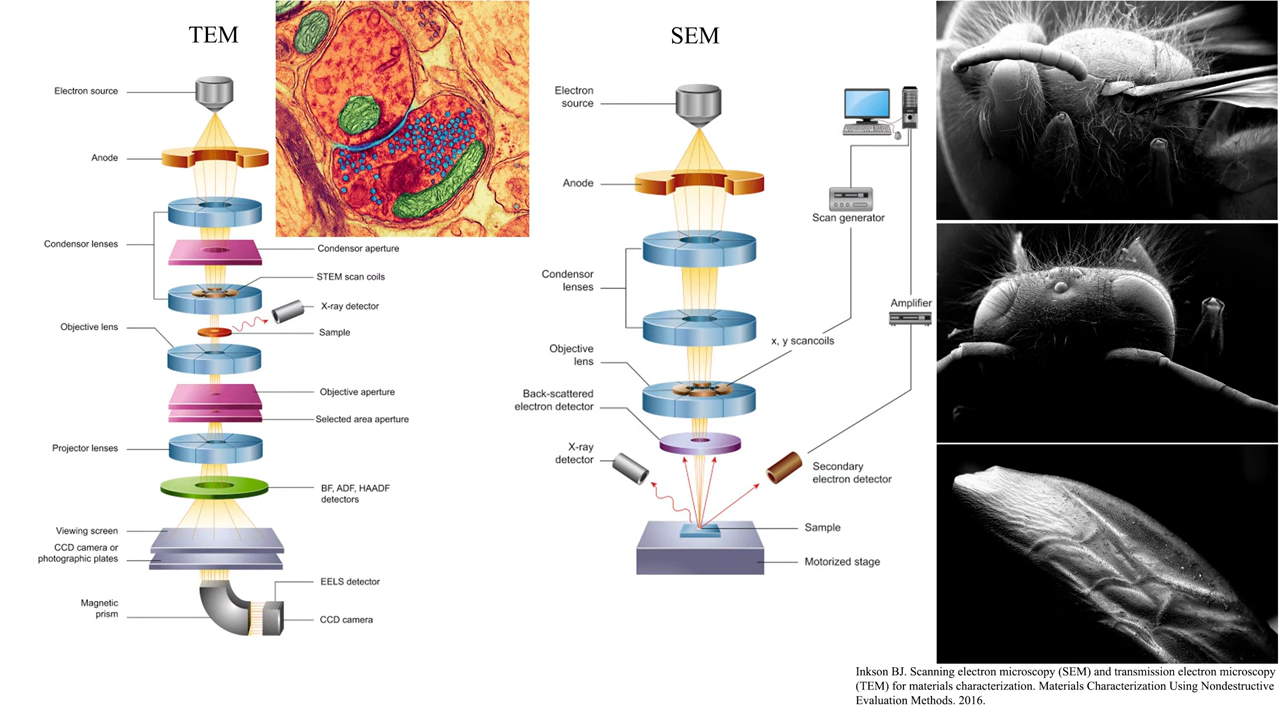 TEM
Electron source
Anode
Condensor lenses
Condensor aperture
STEM scan coils
X-ray detector
Sample
Objective lens
Objective aperture
Selected area aperture
Projector lenses
BF, ADF, HAADF
detectors
Viewing screen
CCD camera or
photographic plates
EELS detector
Magnetic
prism
CCD camera
SEM
Electron
source
Anode
Scan generator
Condensor
lenses
Amplifier
x, y scancoils
Objective
lens
Back-scattered
electron detector
X-ray
detector
Secondary
electron detector
Sample
Motorized stage
Inkson BJ. Scanning electron microscopy (SEM) and transmission electron microscopy
(TEM) for materials characterization. Materials Characterization Using Nondestructive
Evaluation Methods. 2016.